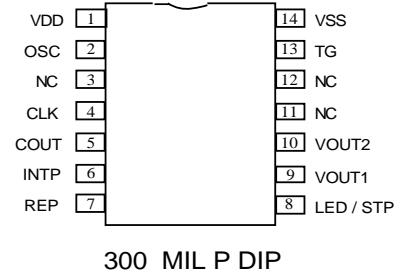 VDD 1 14 VSS
OSC 2 13 TG
NC 3 12 NC
CLK 4 11 NC
COUT 5 10 VOUT2
INTP 6 9 VOUT1
REP 7 8 LED / STP
300 MIL P DIP